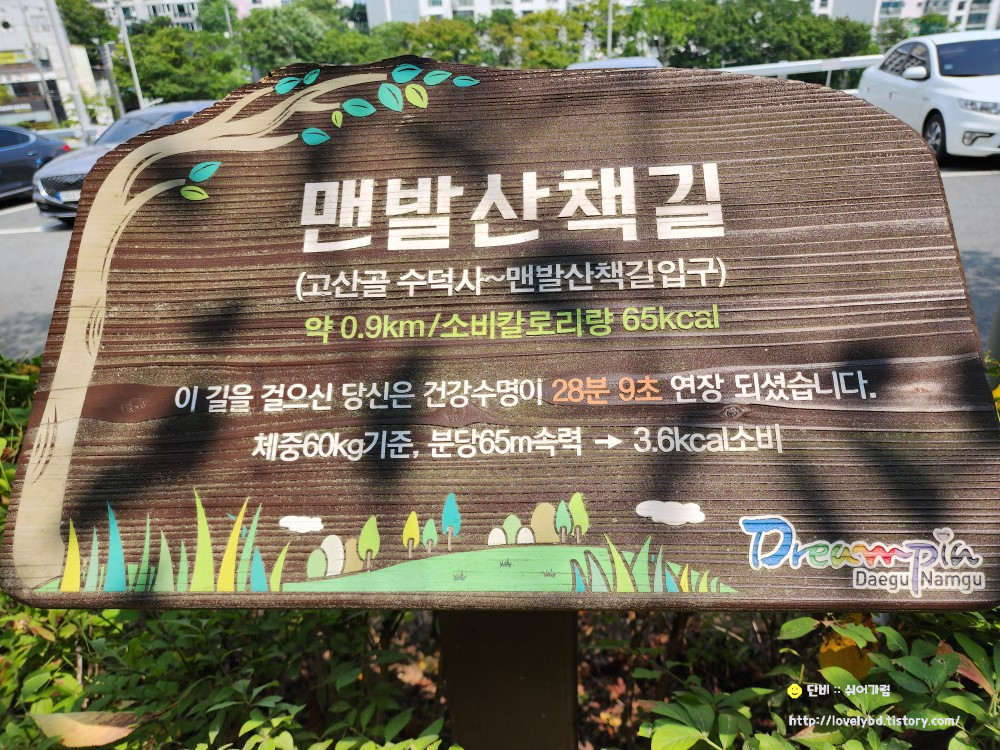 맨발산책길
(고산골 수덕사~맨발산책길입구)
약 0.9km/소비칼로리량 65kcal
이 길을 걸으신 당신은 건강수명이 28분 9초 연장 되셨습니다.
체중60kg기준, 분당65m속력 → 3.6kcal소비
Dreampia
Daegu Namgu
단비 :: 쉬어가렴
http://lovelybd.tistory.com/